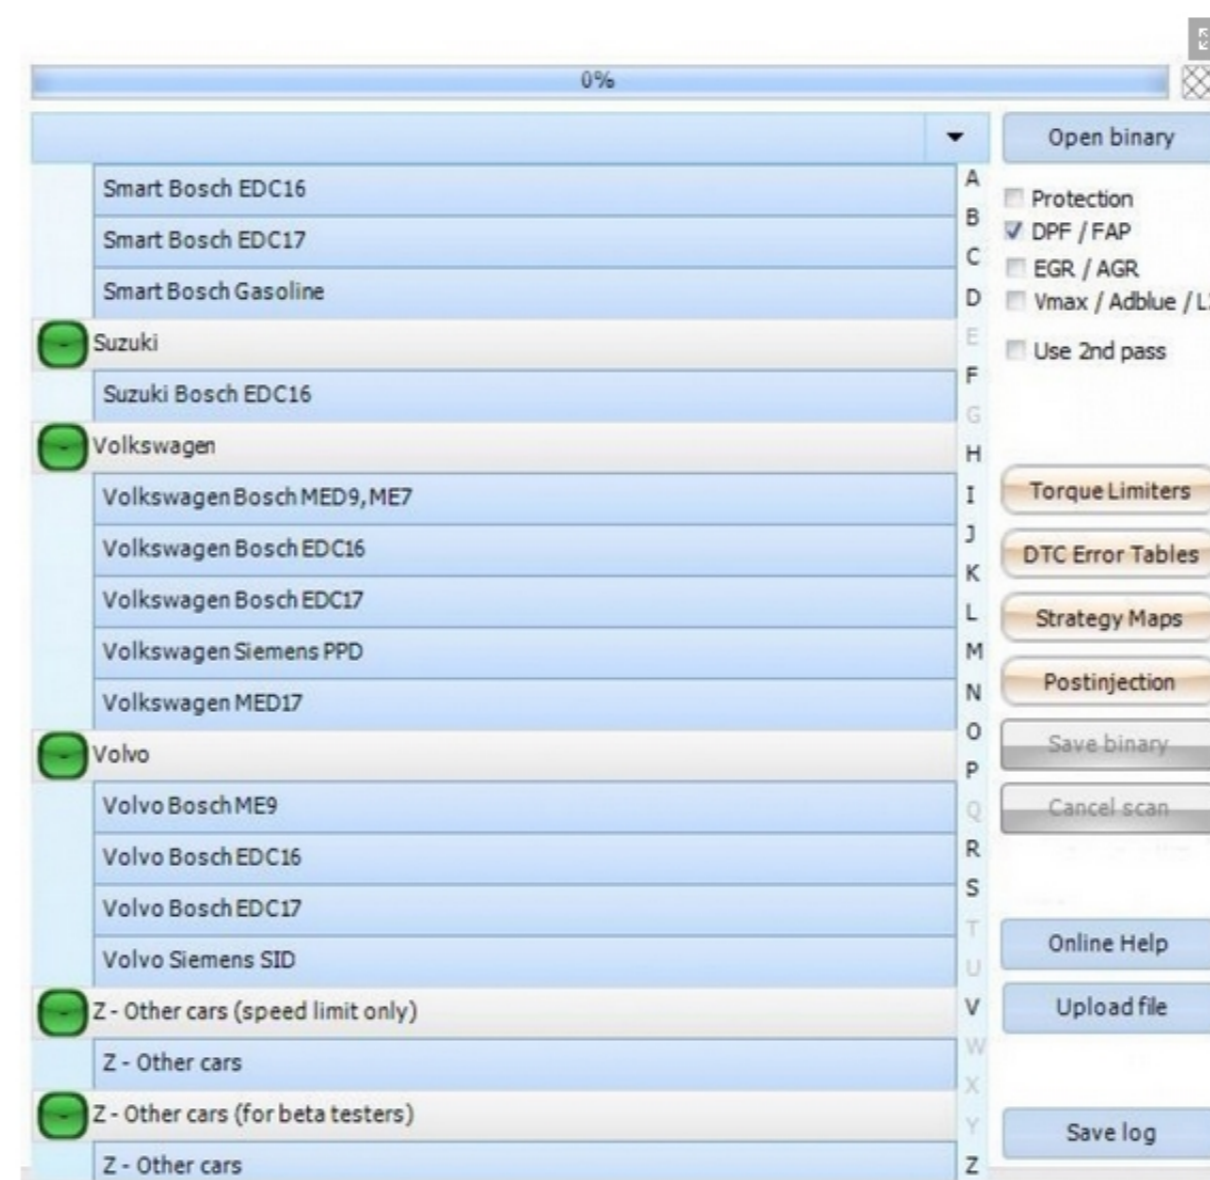 0%
Open binary
Smart Bosch EDC16
Smart Bosch EDC17
Smart Bosch Gasoline
Suzuki
Suzuki Bosch EDC16
Volkswagen
Volkswagen Bosch MED9, ME7
Volkswagen Bosch EDC16
Volkswagen Bosch EDC17
Volkswagen Siemens PPD
Volkswagen MED17
Volvo
Volvo Bosch ME9
Volvo Bosch EDC16
Volvo Bosch EDC17
Volvo Siemens SID
Z - Other cars (speed limit only)
Z - Other cars
Z - Other cars (for beta testers)
Z - Other cars
A
B
C
D
E
F
G
H
I
J
K
L
M
N
O
P
Q
R
S
T
U
V
W
X
Y
Z
Protection
DPF / FAP
EGR / AGR
Vmax / Adblue /
Use 2nd pass
Torque Limiters
DTC Error Tables
Strategy Maps
Postinjection
Save binary
Cancel scan
Online Help
Upload file
Save log